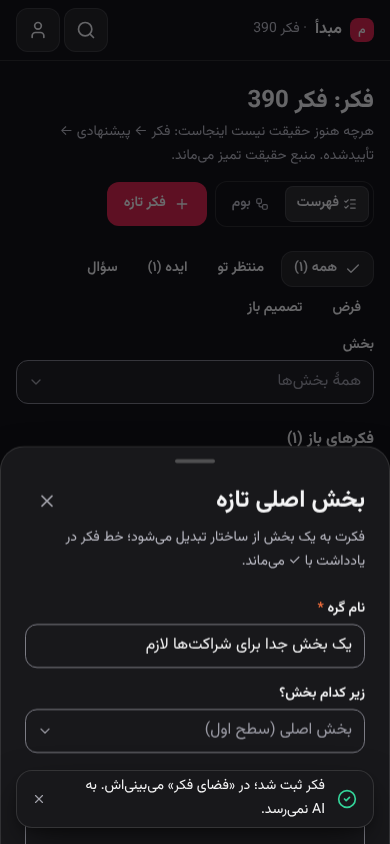 م مبدأ · فکر 390
فکر: فکر 390
هرچه هنوز حقیقت نیست اینجاست: فکر ← پیشنهادی ←
تأییدشده. منبع حقیقت تمیز می‌ماند.
فهرست بوم فکر تازه
همه (۱) منتظر تو ایده (۱) سؤال
فرض تصمیم باز
بخش
همهٔ بخش‌ها
فکرهای باز (۱)
بخش اصلی تازه
فکرت به یک بخش از ساختار تبدیل می‌شود؛ خط فکر در
یادداشت با ✓ می‌ماند.
نام گره *
یک بخش جدا برای شراکت‌ها لازم
زیر کدام بخش؟
بخش اصلی (سطح اول)
فکر ثبت شد؛ در «فضای فکر» می‌بینی‌اش. به
AI نمی‌رسد.